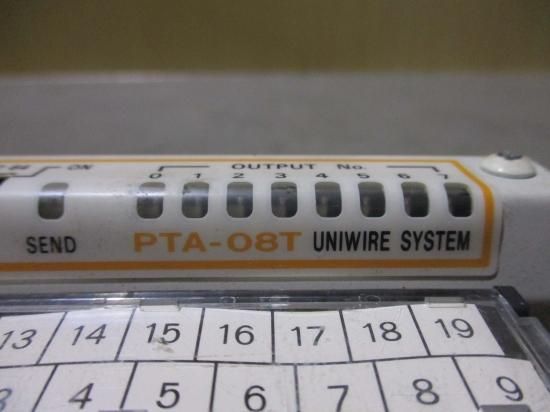 ON OUTPUT No.
0 1 2 3 4 5 6 7
SEND PTA-08T UNIWIRE SYSTEM
13 14 15 16 17 18 19
3 4 5 6 7 8 9